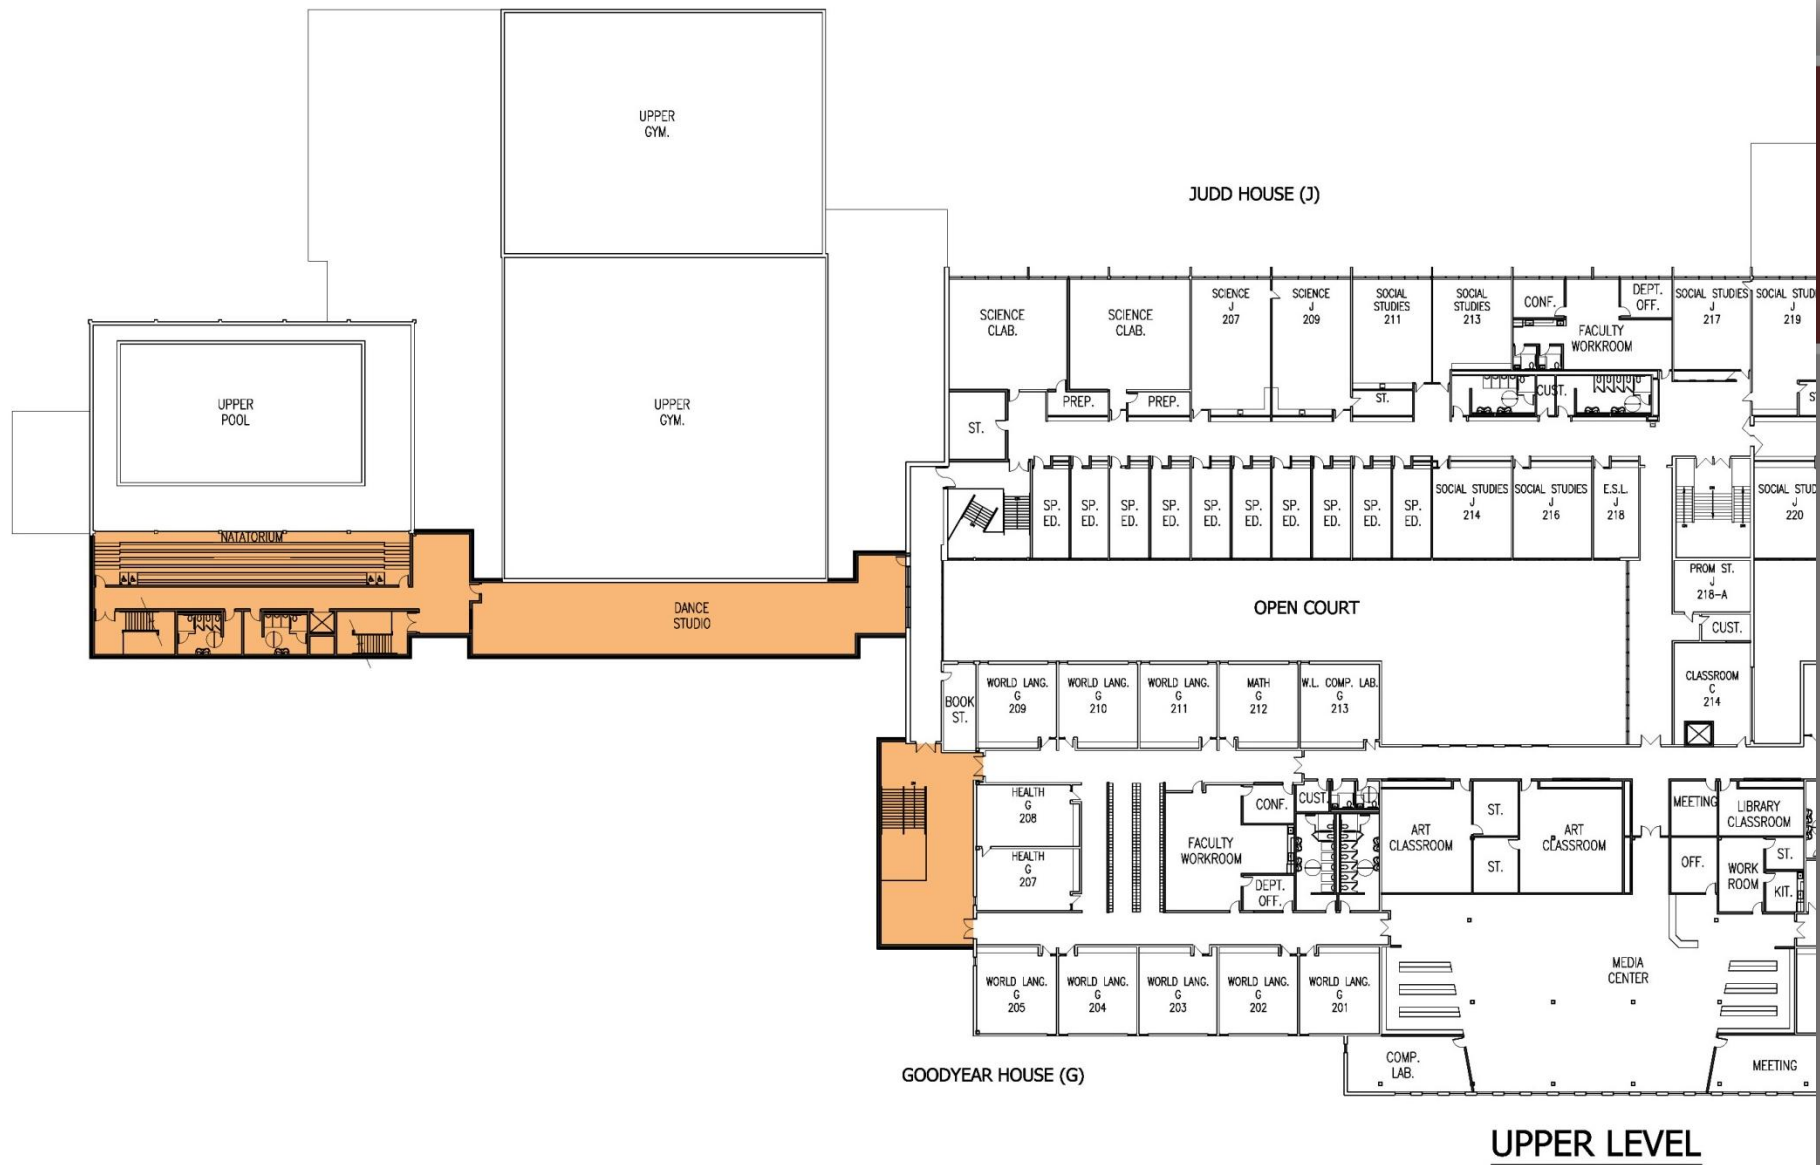 UPPER
GYM.
JUDD HOUSE (J)
SCIENCE
CLAB.
SCIENCE
CLAB.
SCIENCE
J
207
SCIENCE
J
209
SOCIAL
STUDIES
211
SOCIAL
STUDIES
213
CONF.
DEPT.
OFF.
FACULTY
WORKROOM
SOCIAL STUDIES
J
217
SOCIAL STUD
J
219
UPPER
POOL
UPPER
GYM.
ST.
PREP.
PREP.
ST.
CUST.
SP.
ED.
SP.
ED.
SP.
ED.
SP.
ED.
SP.
ED.
SP.
ED.
SP.
ED.
SP.
ED.
SP.
ED.
SP.
ED.
SOCIAL STUDIES
J
214
SOCIAL STUDIES
J
216
E.S.L.
J
218
SOCIAL STUD
J
220
NATATORIUM
DANCE
STUDIO
OPEN COURT
PROM ST.
J
218-A
CUST.
BOOK
ST.
WORLD LANG.
G
209
WORLD LANG.
G
210
WORLD LANG.
G
211
MATH
G
212
W.L. COMP. LAB.
G
213
CLASSROOM
C
214
HEALTH
G
208
HEALTH
G
207
FACULTY
WORKROOM
CONF.
CUST.
DEPT.
OFF.
ART
CLASSROOM
ST.
ST.
ART
CLASSROOM
MEETING
LIBRARY
CLASSROOM
OFF.
WORK
ROOM
ST.
KIT.
WORLD LANG.
G
205
WORLD LANG.
G
204
WORLD LANG.
G
203
WORLD LANG.
G
202
WORLD LANG.
G
201
MEDIA
CENTER
COMP.
LAB.
MEETING
GOODYEAR HOUSE (G)
UPPER LEVEL